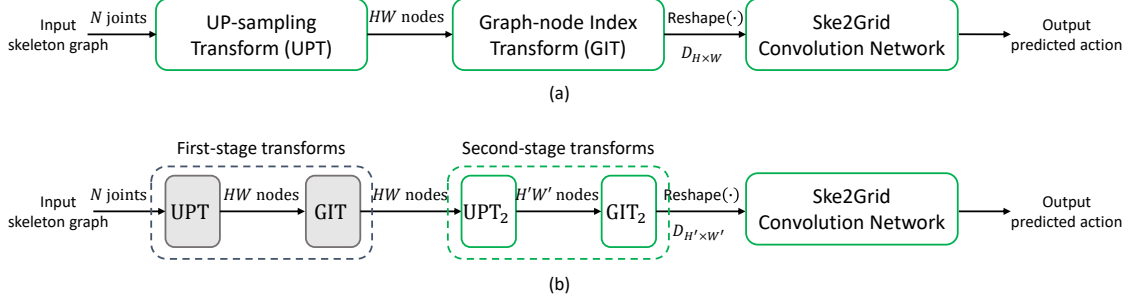 Input
skeleton graph
N joints
UP-sampling
Transform (UPT)
HW nodes
Graph-node Index
Transform (GIT)
Reshape(·)
D_{H×W}
Ske2Grid
Convolution Network
Output
predicted action
(a)
First-stage transforms
Second-stage transforms
Input
skeleton graph
N joints
UPT
HW nodes
GIT
HW nodes
UPT₂
H′W′ nodes
GIT₂
Reshape(·)
D_{H′×W′}
Ske2Grid
Convolution Network
Output
predicted action
(b)